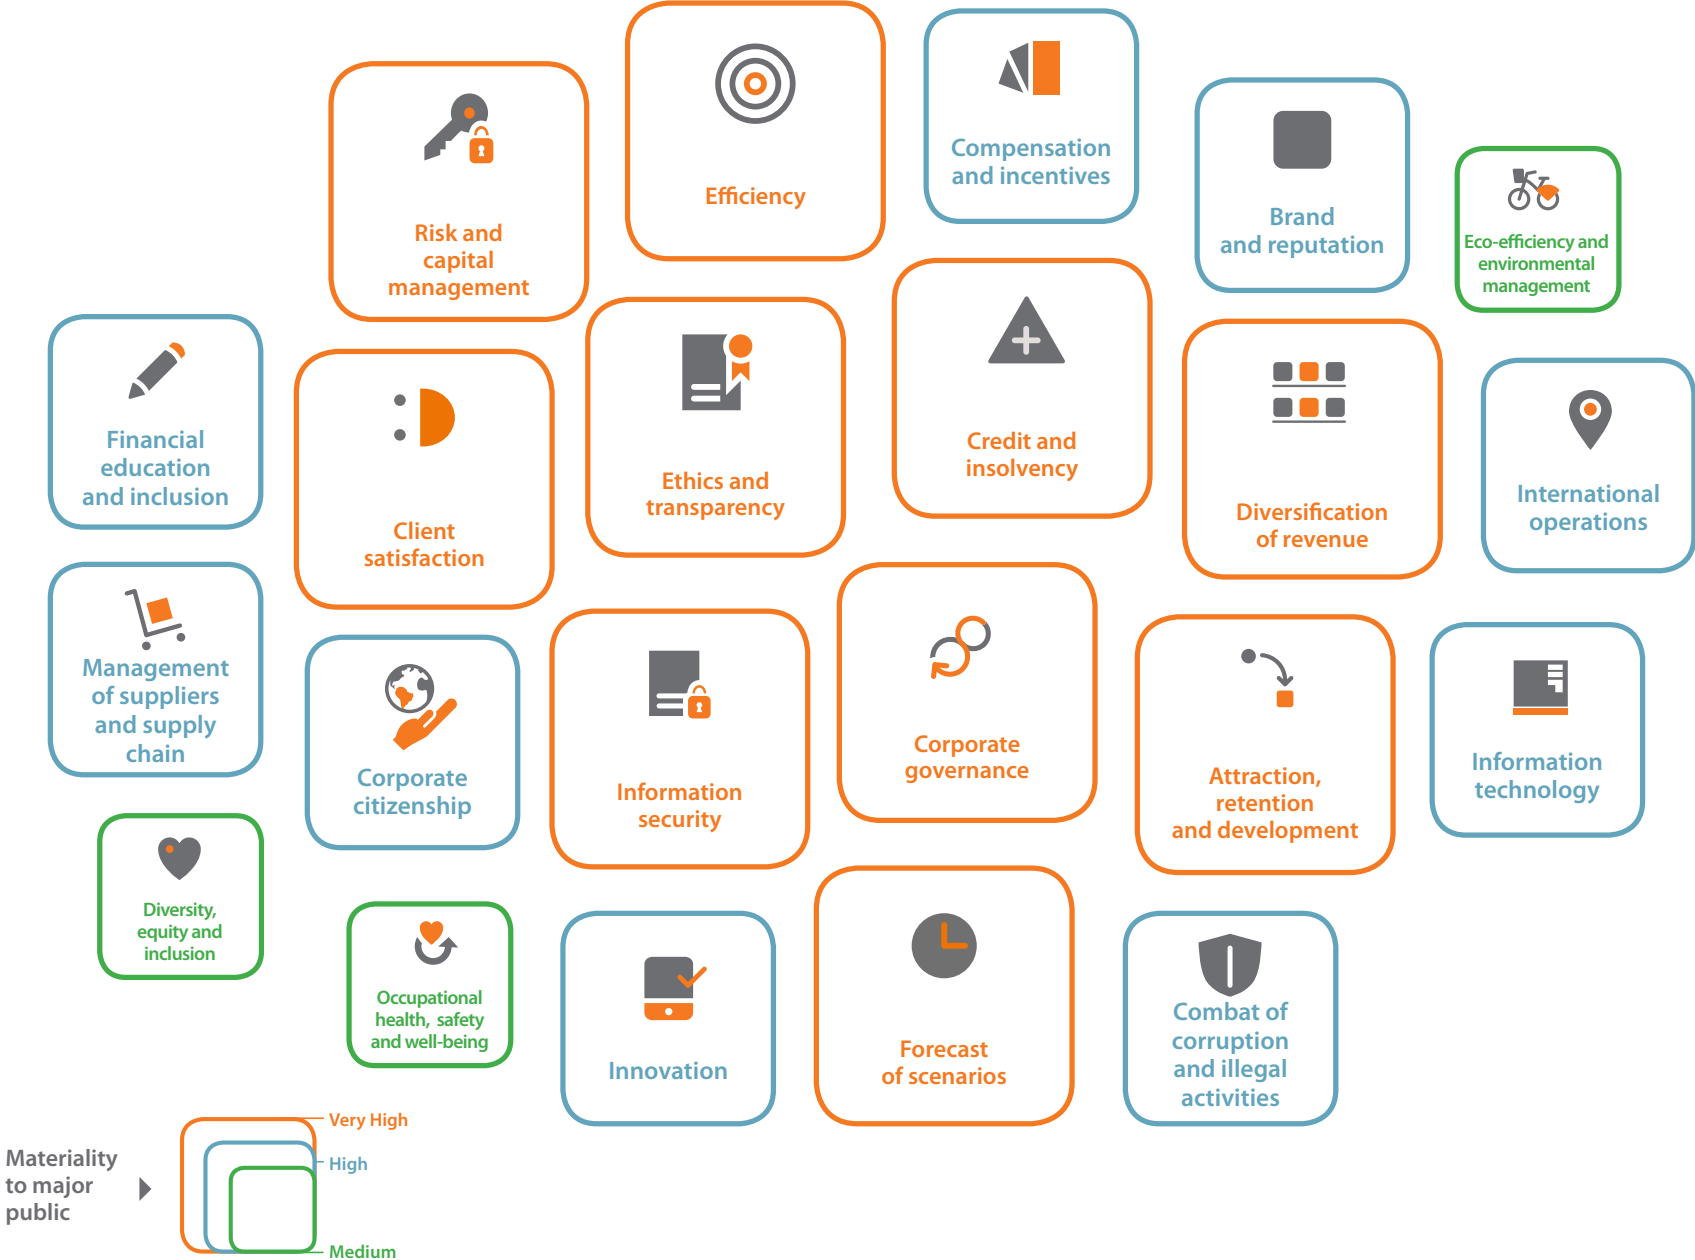 Efficiency
Compensation
and incentives
Risk and
capital
management
Brand
and reputation
Eco-efficiency and
environmental
management
Financial
education
and inclusion
Client
satisfaction
Ethics and
transparency
Credit and
insolvency
Diversification
of revenue
International
operations
Management
of suppliers
and supply
chain
Corporate
citizenship
Information
security
Corporate
governance
Attraction,
retention
and development
Information
technology
Diversity,
equity and
inclusion
Occupational
health, safety
and well-being
Innovation
Forecast
of scenarios
Combat of
corruption
and illegal
activities
Materiality
to major
public
Very High
High
Medium